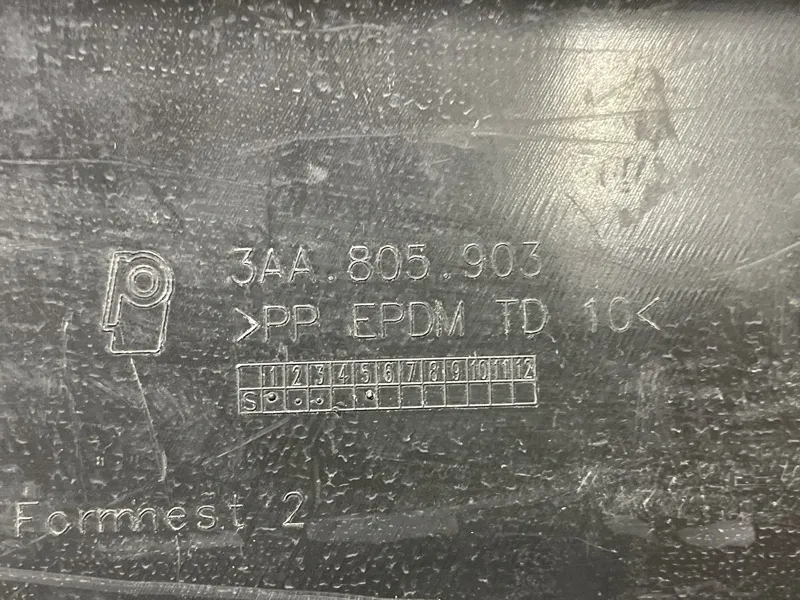 3AA.805.903
>PP EPDM TD 10<
1 2 3 4 5 6 7 8 9 10 11 12
S
Formnest 2